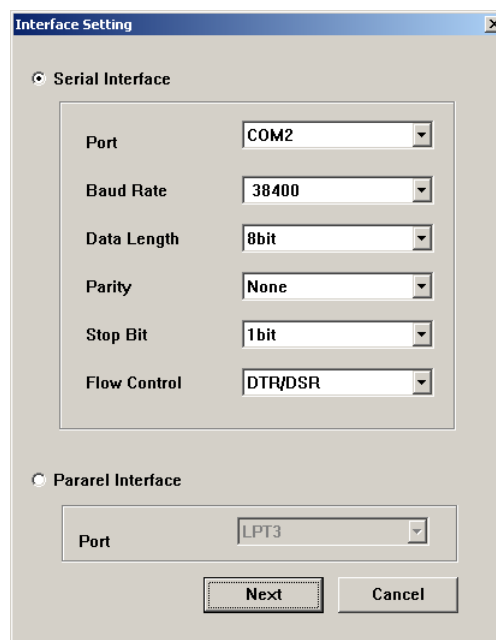 Interface Setting
Serial Interface
Port COM2
Baud Rate 38400
Data Length 8bit
Parity None
Stop Bit 1bit
Flow Control DTR/DSR
Pararel Interface
Port LPT3
Next Cancel